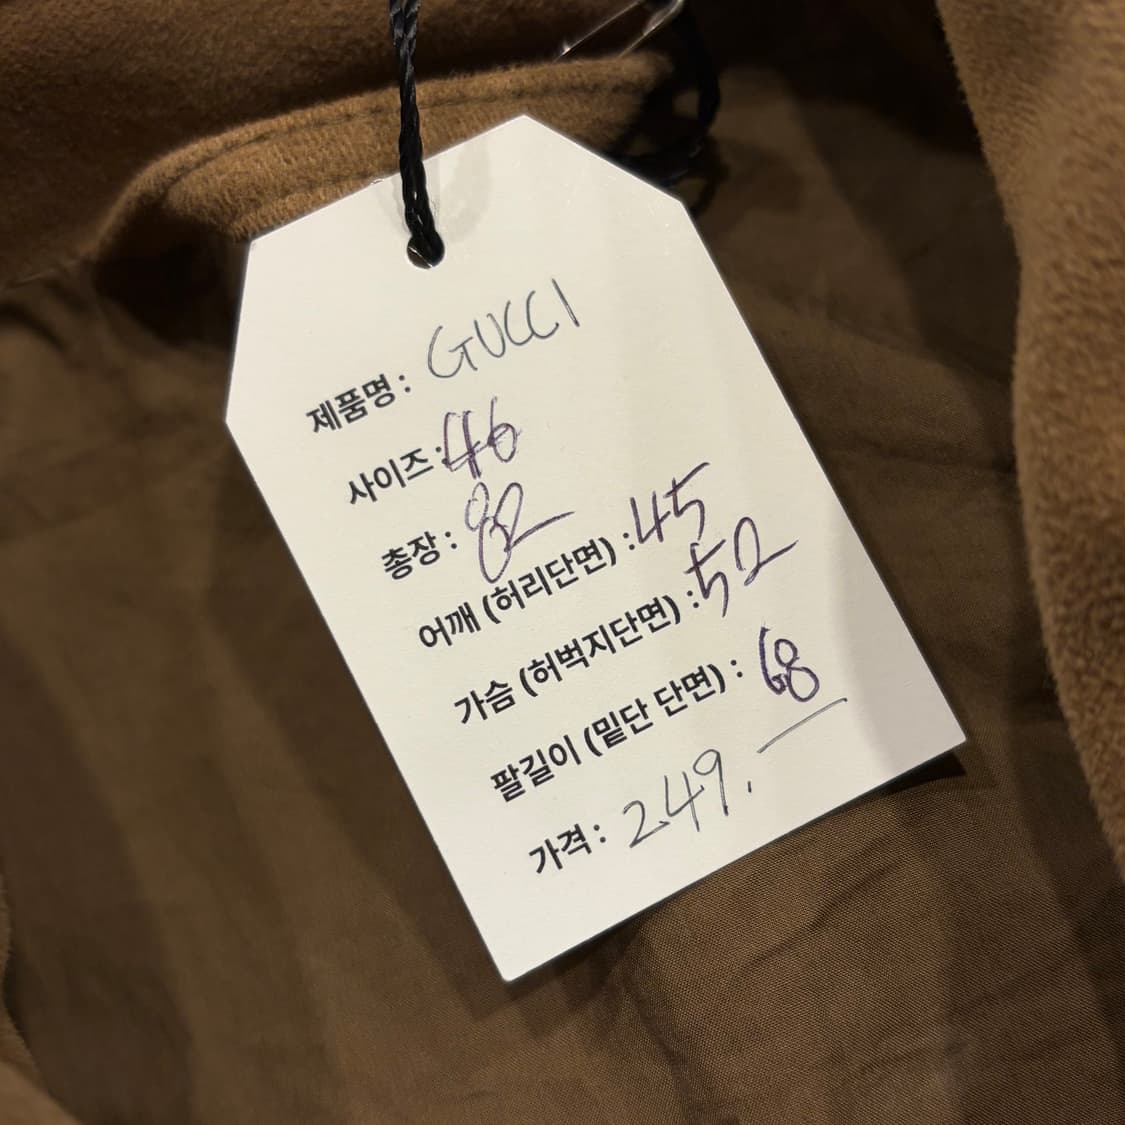 제품명 : GUCCI
사이즈 : 46
총장 : 82
어깨 (허리단면) : 45
가슴 (허벅지단면) : 52
팔길이 (밑단 단면) : 68
가격 : 249.